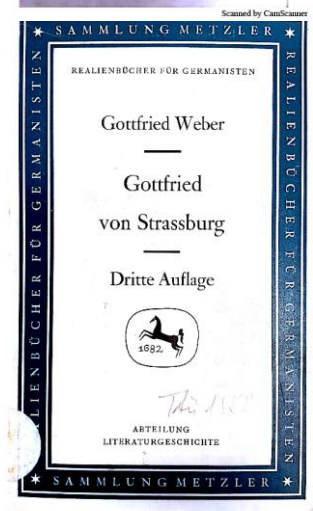 Scanned by CamScanner
SAMMLUNG METZLER
REALIENBÜCHER FÜR GERMANISTEN
REALIENBÜCHER FÜR GERMANISTEN
REALIENBÜCHER FÜR GERMANISTEN
Gottfried Weber
Gottfried
von Strassburg
Dritte Auflage
1682
ABTEILUNG
LITERATURGESCHICHTE
SAMMLUNG METZLER